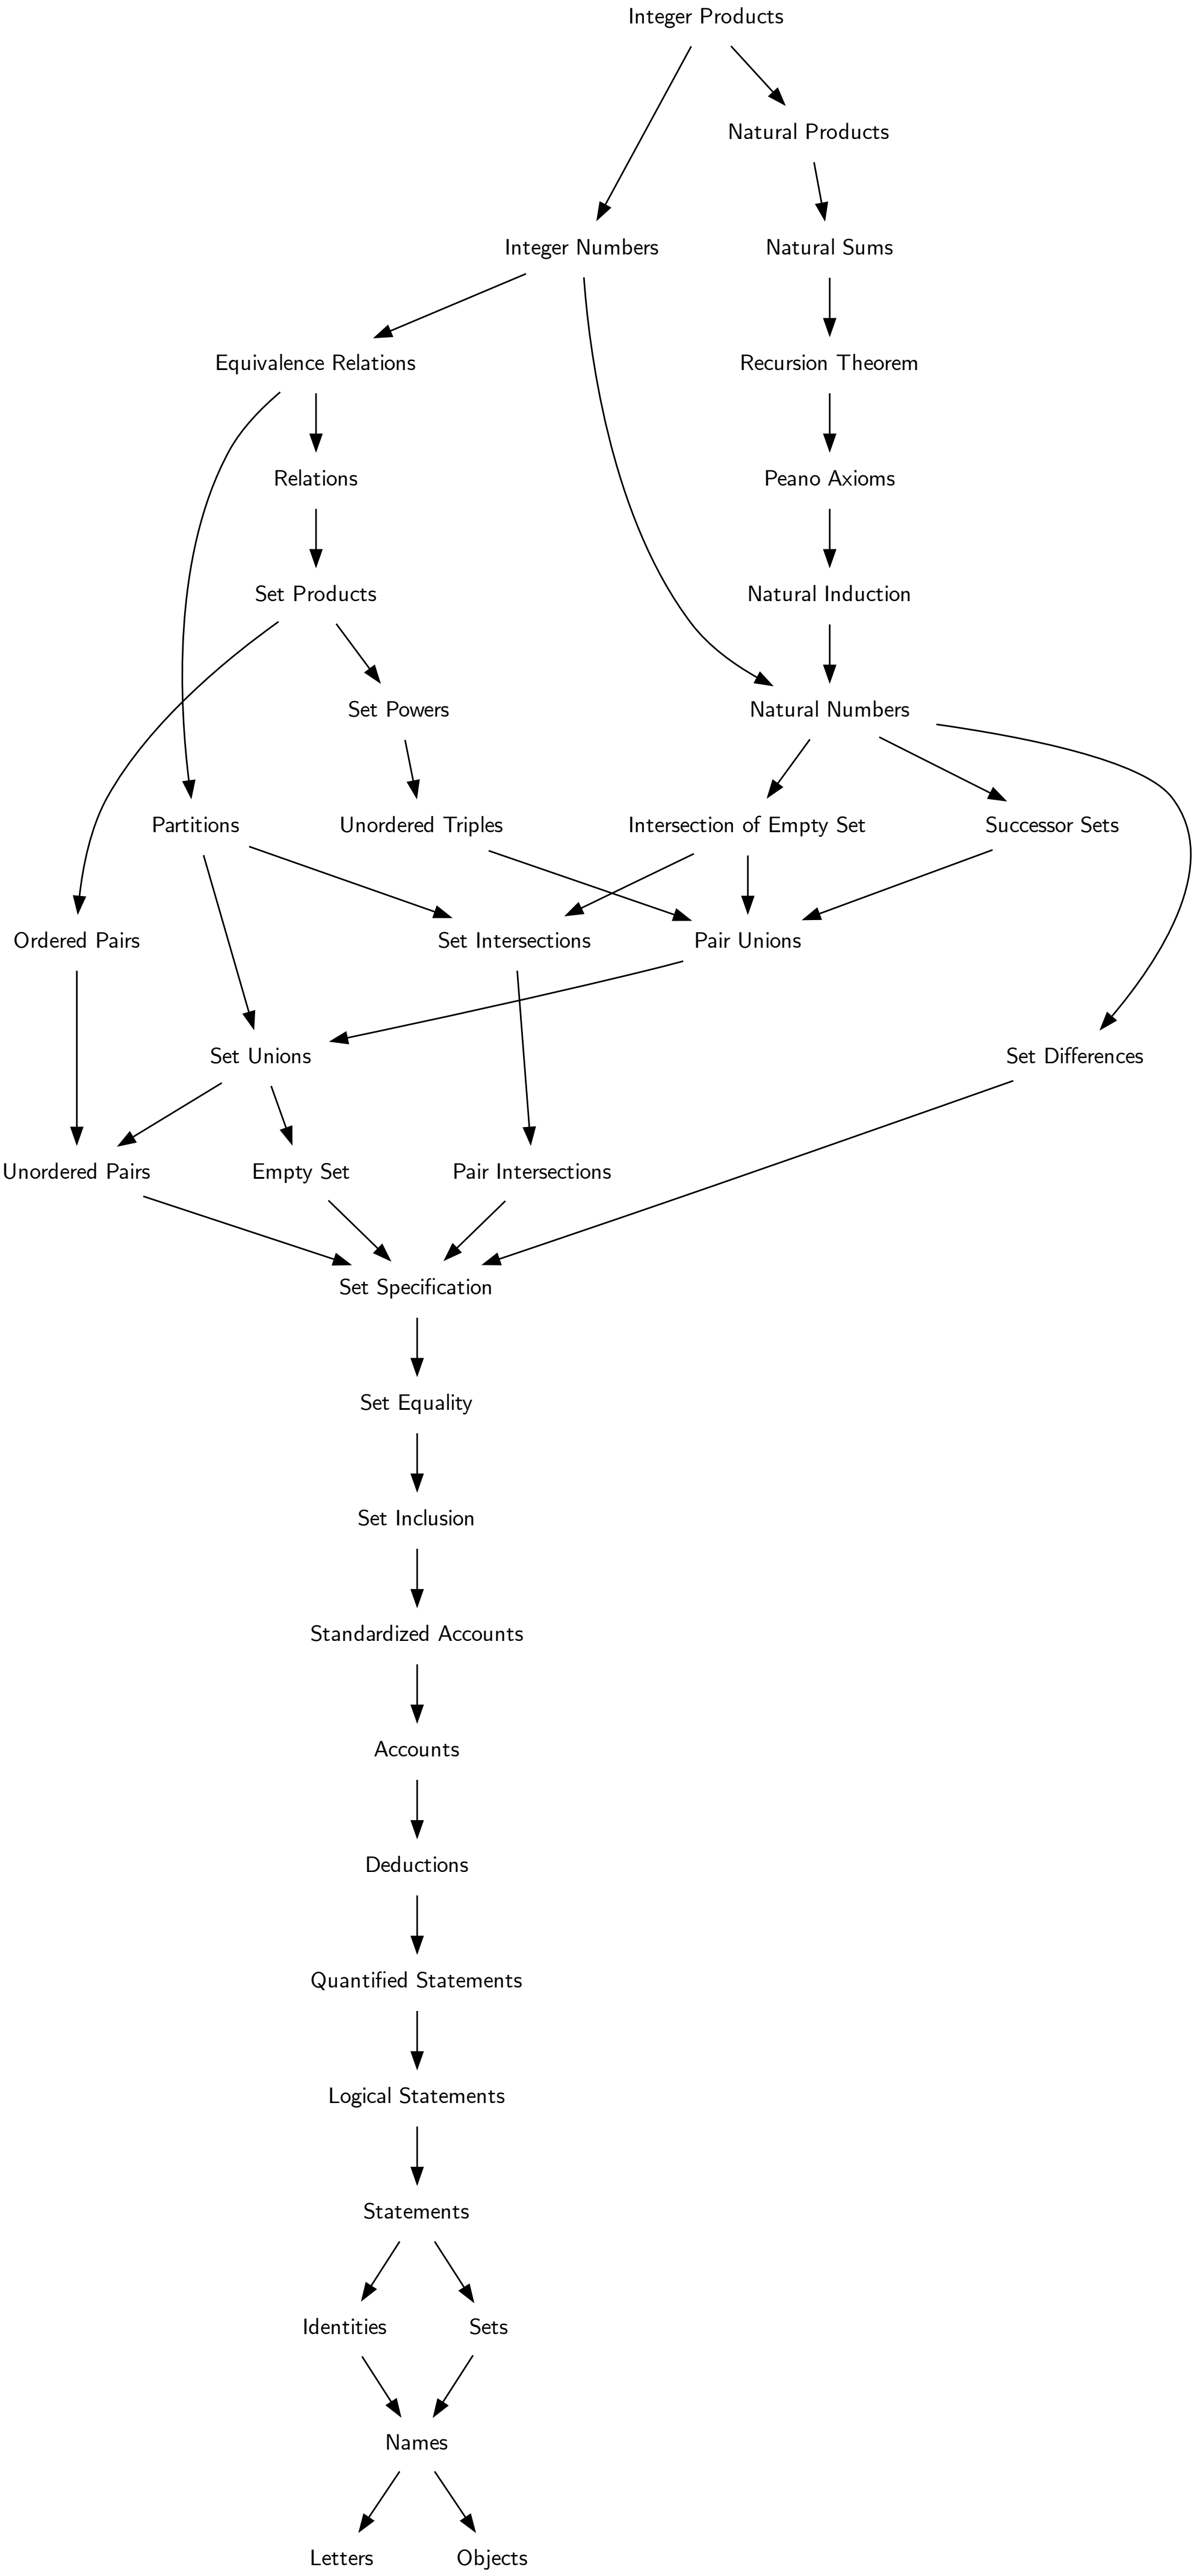 Integer Products
Natural Products
Integer Numbers
Natural Sums
Equivalence Relations
Recursion Theorem
Relations
Peano Axioms
Set Products
Natural Induction
Set Powers
Natural Numbers
Partitions
Unordered Triples
Intersection of Empty Set
Successor Sets
Ordered Pairs
Set Intersections
Pair Unions
Set Unions
Set Differences
Unordered Pairs
Empty Set
Pair Intersections
Set Specification
Set Equality
Set Inclusion
Standardized Accounts
Accounts
Deductions
Quantified Statements
Logical Statements
Statements
Identities
Sets
Names
Letters
Objects